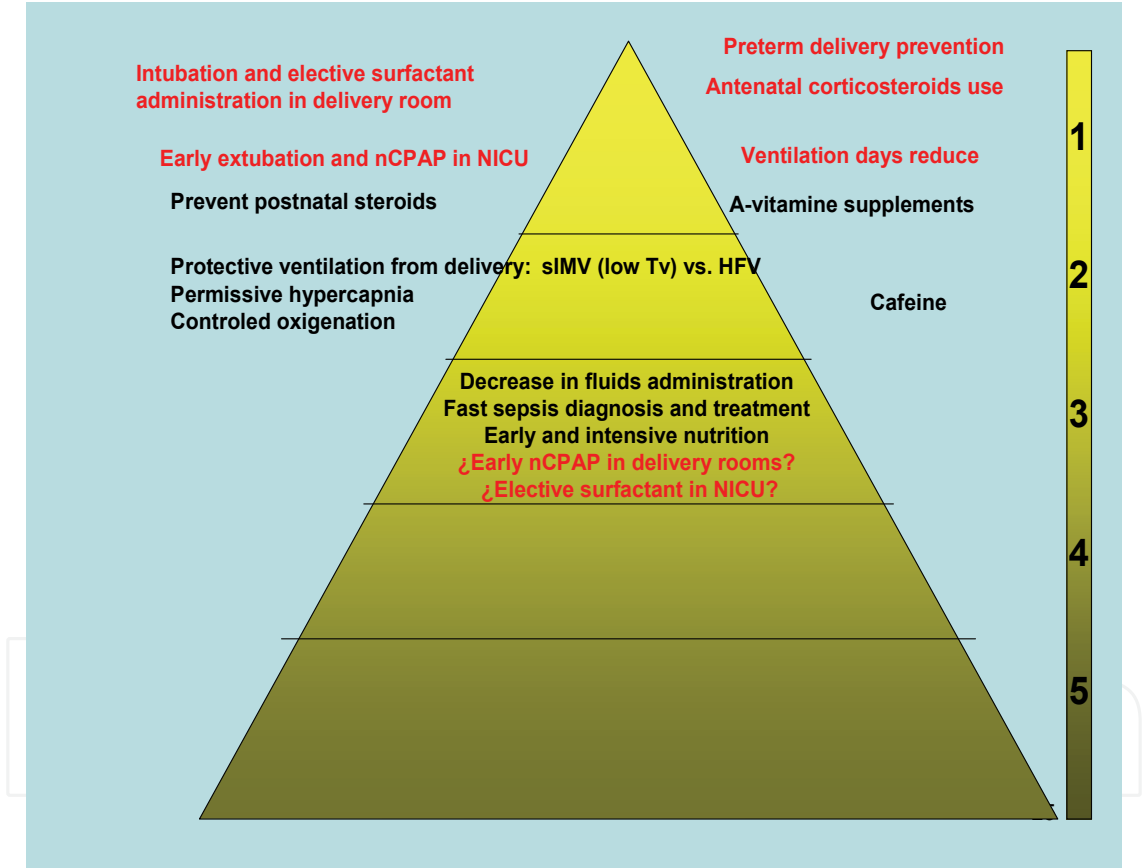 Preterm delivery prevention
Intubation and elective surfactant
administration in delivery room
Antenatal corticosteroids use
1
Early extubation and nCPAP in NICU
Ventilation days reduce
Prevent postnatal steroids
A-vitamine supplements
Protective ventilation from delivery: sIMV (low Tv) vs. HFV
2
Permissive hypercapnia
Cafeine
Controled oxigenation
Decrease in fluids administration
Fast sepsis diagnosis and treatment
3
Early and intensive nutrition
¿Early nCPAP in delivery rooms?
¿Elective surfactant in NICU?
4
5